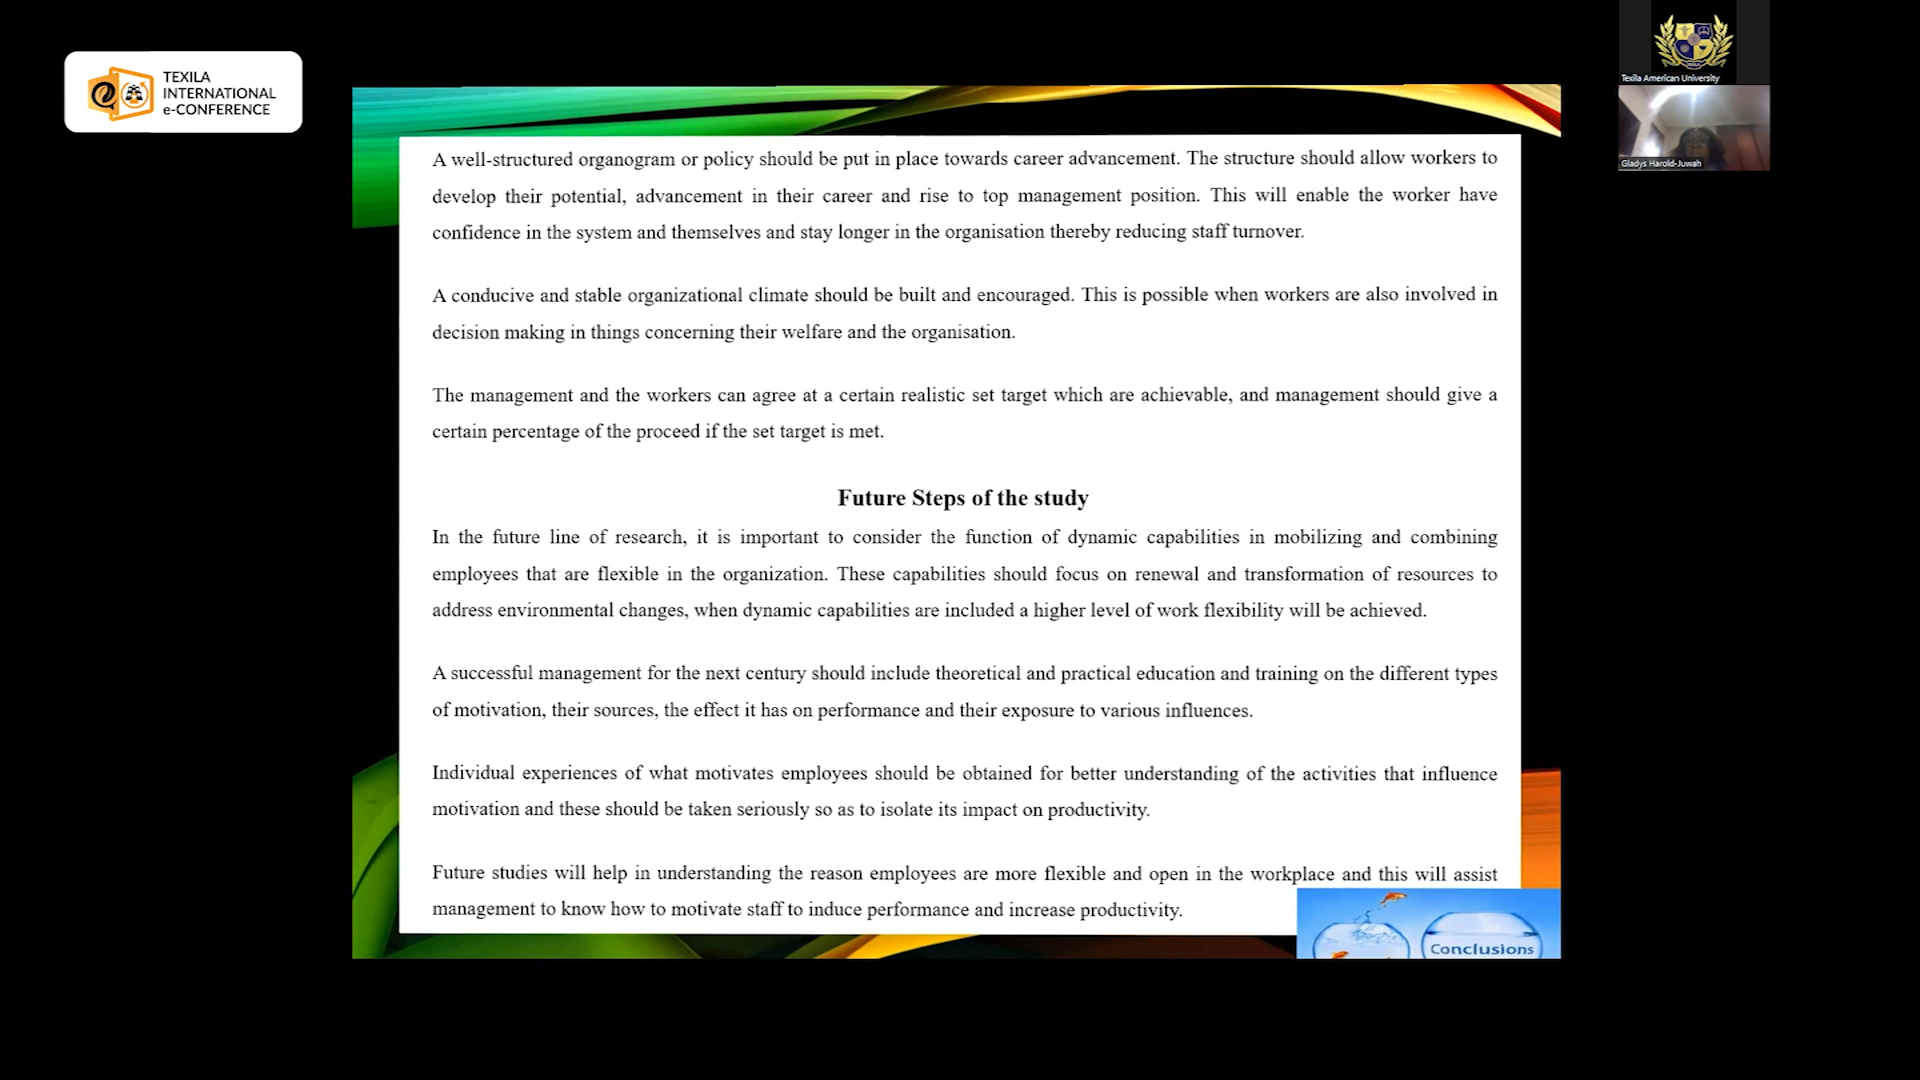 TEXILA
INTERNATIONAL
e-CONFERENCE
Texila American University
Gladys Harold-Juwah
A well-structured organogram or policy should be put in place towards career advancement. The structure should allow workers to
develop their potential, advancement in their career and rise to top management position. This will enable the worker have
confidence in the system and themselves and stay longer in the organisation thereby reducing staff turnover.
A conducive and stable organizational climate should be built and encouraged. This is possible when workers are also involved in
decision making in things concerning their welfare and the organisation.
The management and the workers can agree at a certain realistic set target which are achievable, and management should give a
certain percentage of the proceed if the set target is met.
Future Steps of the study
In the future line of research, it is important to consider the function of dynamic capabilities in mobilizing and combining
employees that are flexible in the organization. These capabilities should focus on renewal and transformation of resources to
address environmental changes, when dynamic capabilities are included a higher level of work flexibility will be achieved.
A successful management for the next century should include theoretical and practical education and training on the different types
of motivation, their sources, the effect it has on performance and their exposure to various influences.
Individual experiences of what motivates employees should be obtained for better understanding of the activities that influence
motivation and these should be taken seriously so as to isolate its impact on productivity.
Future studies will help in understanding the reason employees are more flexible and open in the workplace and this will assist
management to know how to motivate staff to induce performance and increase productivity.
Conclusions